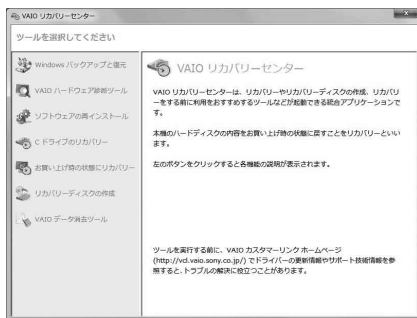 VAIO リカバリーセンター
ツールを選択してください
Windows バックアップと復元
VAIO ハードウェア診断ツール
ソフトウェアの再インストール
C ドライブのリカバリー
お買い上げ時の状態にリカバリー
リカバリーディスクの作成
VAIO データ消去ツール
VAIO リカバリーセンター
VAIO リカバリーセンターは、リカバリーやリカバリーディスクの作成、リカバリ
ーをする前に利用をおすすめするツールなどが起動できる統合アプリケーションで
す。
本機のハードディスクの内容をお買い上げ時の状態に戻すことをリカバリーといい
ます。
左のボタンをクリックすると各機能の説明が表示されます。
ツールを実行する前に、VAIO カスタマーリンク ホームページ
(http://vcl.vaio.sony.co.jp/) でドライバーの更新情報やサポート技術情報を参
照すると、トラブルの解決に役立つことがあります。